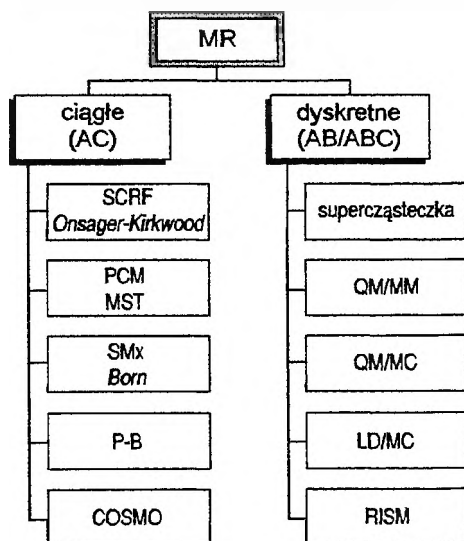 MR
ciągłe
(AC)
SCRF
Onsager-Kirkwood
PCM
MST
SMx
Born
P-B
COSMO
dyskretne
(AB/ABC)
supercząsteczka
QM/MM
QM/MC
LD/MC
RISM